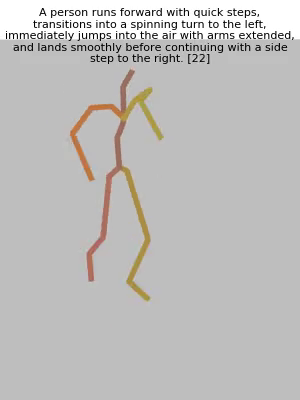 A person runs forward with quick steps,
transitions into a spinning turn to the left,
immediately jumps into the air with arms extended,
and lands smoothly before continuing with a side
step to the right. [22]